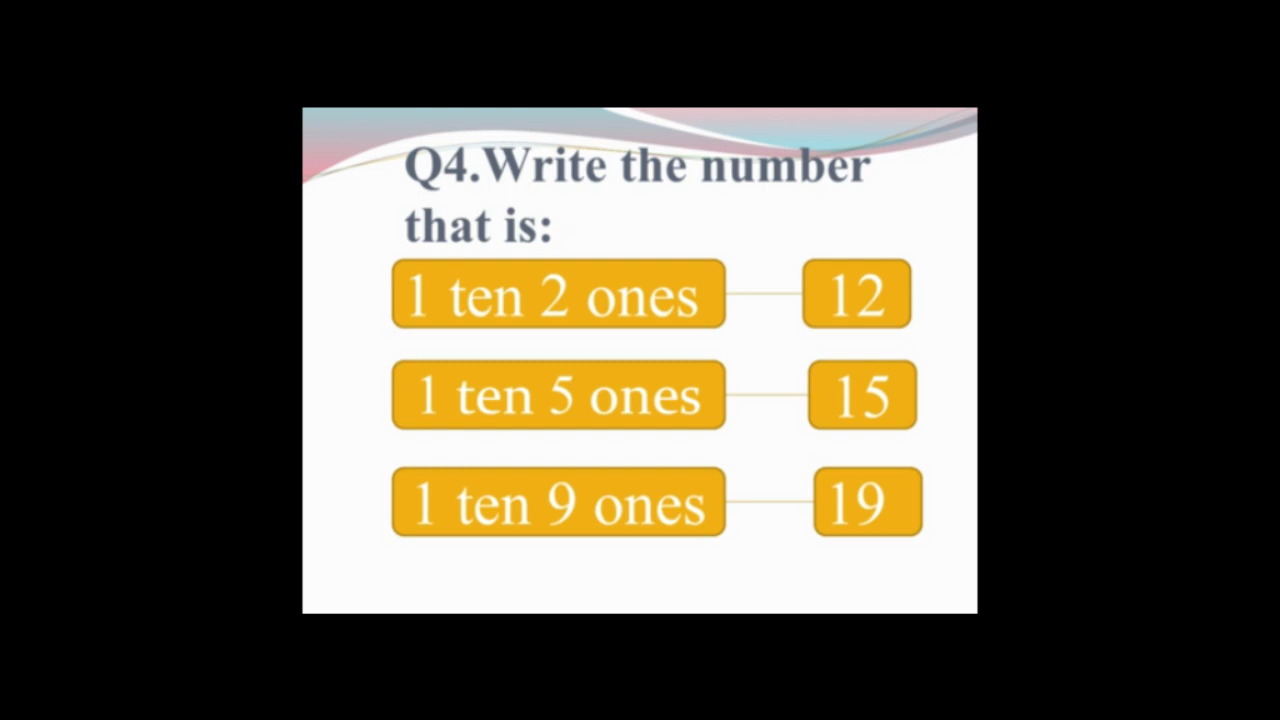 Q4.Write the number
that is:
1 ten 2 ones 12
1 ten 5 ones 15
1 ten 9 ones 19